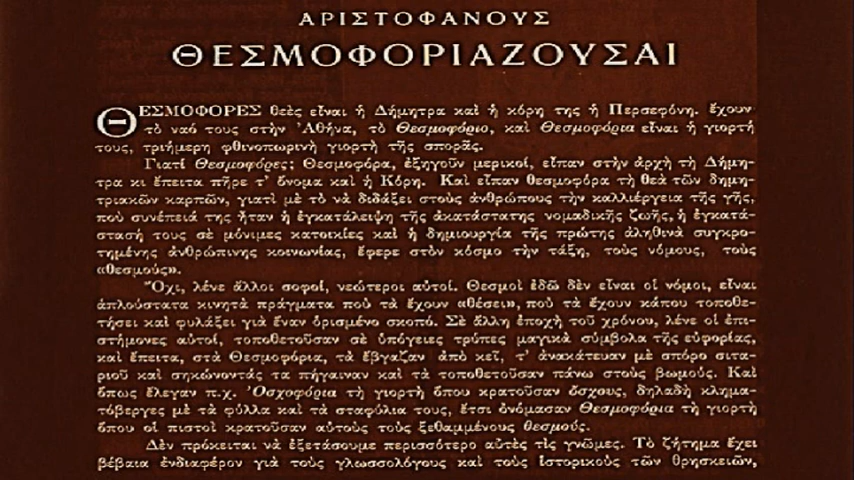 ΑΡΙΣΤΟΦΑΝΟΥΣ
ΘΕΣΜΟΦΟΡΙΑΖΟΥΣΑΙ
ΘΕΣΜΟΦΟΡΕΣ θεὲς εἶναι ἡ Δήμητρα καὶ ἡ κόρη της ἡ Περσεφόνη. ἔχουν
τὸ ναό τους στὴν Ἀθήνα, τὸ Θεσμοφόριο, καὶ Θεσμοφόρια εἶναι ἡ γιορτή
τους, τριήμερη φθινοπωρινὴ γιορτὴ τῆς σπορᾶς.
Γιατί Θεσμοφόρες; Θεσμοφόρα, ἐξηγοῦν μερικοί, εἶπαν στὴν ἀρχὴ τὴ Δήμη-
τρα κι ἔπειτα πῆρε τ' ὄνομα καὶ ἡ Κόρη. Καὶ εἶπαν θεσμοφόρα τὴ θεὰ τῶν δημη-
τριακῶν καρπῶν, γιατὶ μὲ τὸ νὰ διδάξει στοὺς ἀνθρώπους τὴν καλλιέργεια τῆς γῆς,
ποὺ συνέπειά της ἦταν ἡ ἐγκατάλειψη τῆς ἀκατάστατης νομαδικῆς ζωῆς, ἡ ἐγκατά-
στασή τους σὲ μόνιμες κατοικίες καὶ ἡ δημιουργία τῆς πρώτης ἀληθινὰ συγκρο-
τημένης ἀνθρώπινης κοινωνίας, ἔφερε στὸν κόσμο τὴν τάξη, τοὺς νόμους, τοὺς
«θεσμούς».
Ὄχι, λένε ἄλλοι σοφοί, νεώτεροι αὐτοί. Θεσμοὶ ἐδῶ δὲν εἶναι οἱ νόμοι, εἶναι
ἁπλούστατα κινητὰ πράγματα ποὺ τὰ ἔχουν «θέσει», ποὺ τὰ ἔχουν κάπου τοποθε-
τήσει καὶ φυλάξει γιὰ ἕναν ὁρισμένο σκοπό. Σὲ ἄλλη ἐποχὴ τοῦ χρόνου, λένε οἱ ἐπι-
στήμονες αὐτοί, τοποθετοῦσαν σὲ ὑπόγειες τρύπες μαγικὰ σύμβολα τῆς εὐφορίας,
καὶ ἔπειτα, στὰ Θεσμοφόρια, τὰ ἔβγαζαν ἀπὸ κεῖ, τ' ἀνακάτευαν μὲ σπόρο σιτα-
ριοῦ καὶ σηκώνοντάς τα πήγαιναν καὶ τὰ τοποθετοῦσαν πάνω στοὺς βωμούς. Καὶ
ὅπως ἔλεγαν π.χ. Ὀσχοφόρια τὴ γιορτὴ ὅπου κρατοῦσαν ὄσχους, δηλαδὴ κλημα-
τόβεργες μὲ τὰ φύλλα καὶ τὰ σταφύλια τους, ἔτσι ὀνόμασαν Θεσμοφόρια τὴ γιορτὴ
ὅπου οἱ πιστοὶ κρατοῦσαν αὐτοὺς τοὺς ξεθαμμένους θεσμούς.
Δὲν πρόκειται νὰ ἐξετάσουμε περισσότερο αὐτὲς τὶς γνῶμες. Τὸ ζήτημα ἔχει
βέβαια ἐνδιαφέρον γιὰ τοὺς γλωσσολόγους καὶ τοὺς ἱστορικοὺς τῶν θρησκειῶν,